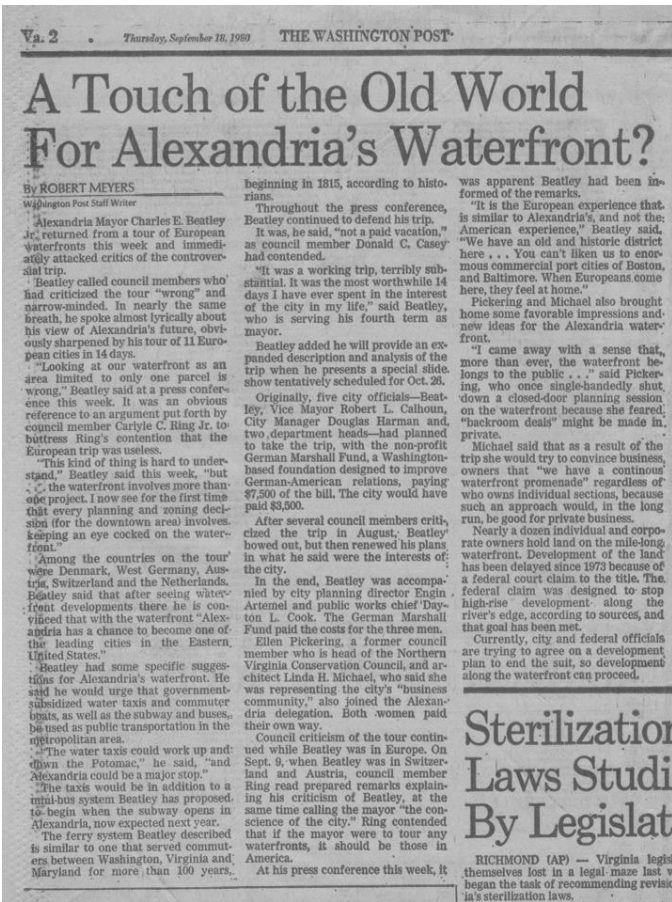 Va. 2 • Thursday, September 18, 1980 THE WASHINGTON POST
A Touch of the Old World
For Alexandria's Waterfront?
By ROBERT MEYERS
Washington Post Staff Writer
Alexandria Mayor Charles E. Beatley
Jr. returned from a tour of European
waterfronts this week and immedi-
ately attacked critics of the controver-
sial trip.
Beatley called council members who
had criticized the tour "wrong" and
narrow-minded. In nearly the same
breath, he spoke almost lyrically about
his view of Alexandria's future, obvi-
ously sharpened by his tour of 11 Euro-
pean cities in 14 days.
"Looking at our waterfront as an
area limited to only one parcel is
wrong," Beatley said at a press confer-
ence this week. It was an obvious
reference to an argument put forth by
council member Carlyle C. Ring Jr. to
buttress Ring's contention that the
European trip was useless.
"This kind of thing is hard to under-
stand," Beatley said this week, "but
. . . the waterfront involves more than
one project. I now see for the first time
that every planning and zoning deci-
sion (for the downtown area) involves
keeping an eye cocked on the water-
front."
Among the countries on the tour
were Denmark, West Germany, Aus-
tria, Switzerland and the Netherlands.
Beatley said that after seeing water-
front developments there he is con-
vinced that with the waterfront "Alex-
andria has a chance to become one of
the leading cities in the Eastern
United States."
Beatley had some specific sugges-
tions for Alexandria's waterfront. He
said he would urge that government-
subsidized water taxis and commuter
boats, as well as the subway and buses,
be used as public transportation in the
metropolitan area.
"The water taxis could work up and
down the Potomac," he said, "and
Alexandria could be a major stop."
The taxis would be in addition to a
mini-bus system Beatley has proposed
to begin when the subway opens in
Alexandria, now expected next year.
The ferry system Beatley described
is similar to one that served commut-
ers between Washington, Virginia and
Maryland for more than 100 years,
beginning in 1815, according to histo-
rians.
Throughout the press conference,
Beatley continued to defend his trip.
It was, he said, "not a paid vacation,"
as council member Donald C. Casey
had contended.
"It was a working trip, terribly sub-
stantial. It was the most worthwhile 14
days I have ever spent in the interest
of the city in my life," said Beatley,
who is serving his fourth term as
mayor.
Beatley added he will provide an ex-
panded description and analysis of the
trip when he presents a special slide
show tentatively scheduled for Oct. 26.
Originally, five city officials—Beat-
ley, Vice Mayor Robert L. Calhoun,
City Manager Douglas Harman and
two department heads—had planned
to take the trip, with the non-profit
German Marshall Fund, a Washington-
based foundation designed to improve
German-American relations, paying
$7,500 of the bill. The city would have
paid $3,500.
After several council members criti-
cized the trip in August, Beatley
bowed out, but then renewed his plans
in what he said were the interests of
the city.
In the end, Beatley was accompa-
nied by city planning director Engin
Artemel and public works chief Day-
ton L. Cook. The German Marshall
Fund paid the costs for the three men.
Ellen Pickering, a former council
member who is head of the Northern
Virginia Conservation Council, and ar-
chitect Linda H. Michael, who said she
was representing the city's "business
community," also joined the Alexan-
dria delegation. Both women paid
their own way.
Council criticism of the tour contin-
ued while Beatley was in Europe. On
Sept. 9, when Beatley was in Switzer-
land and Austria, council member
Ring read prepared remarks explain-
ing his criticism of Beatley, at the
same time calling the mayor "the con-
science of the city." Ring contended
that if the mayor were to tour any
waterfronts, it should be those in
America.
At his press conference this week, it
was apparent Beatley had been in-
formed of the remarks.
"It is the European experience that
is similar to Alexandria's, and not the
American experience," Beatley said,
"We have an old and historic district
here . . . You can't liken us to enor-
mous commercial port cities of Boston,
and Baltimore. When Europeans come
here, they feel at home."
Pickering and Michael also brought
home some favorable impressions and
new ideas for the Alexandria water-
front.
"I came away with a sense that,
more than ever, the waterfront be-
longs to the public . . ." said Picker-
ing, who once single-handedly shut
down a closed-door planning session
on the waterfront because she feared
"backroom deals" might be made in
private.
Michael said that as a result of the
trip she would try to convince business
owners that "we have a continous
waterfront promenade" regardless of
who owns individual sections, because
such an approach would, in the long
run, be good for private business.
Nearly a dozen individual and corpo-
rate owners hold land on the mile-long
waterfront. Development of the land
has been delayed since 1973 because of
a federal court claim to the title. The
federal claim was designed to stop
high-rise development along the
river's edge, according to sources, and
that goal has been met.
Currently, city and federal officials
are trying to agree on a development
plan to end the suit, so development
along the waterfront can proceed.
Sterilization
Laws Studi
By Legislat
RICHMOND (AP) — Virginia legis
themselves lost in a legal maze last w
began the task of recommending revisi
ia's sterilization laws.